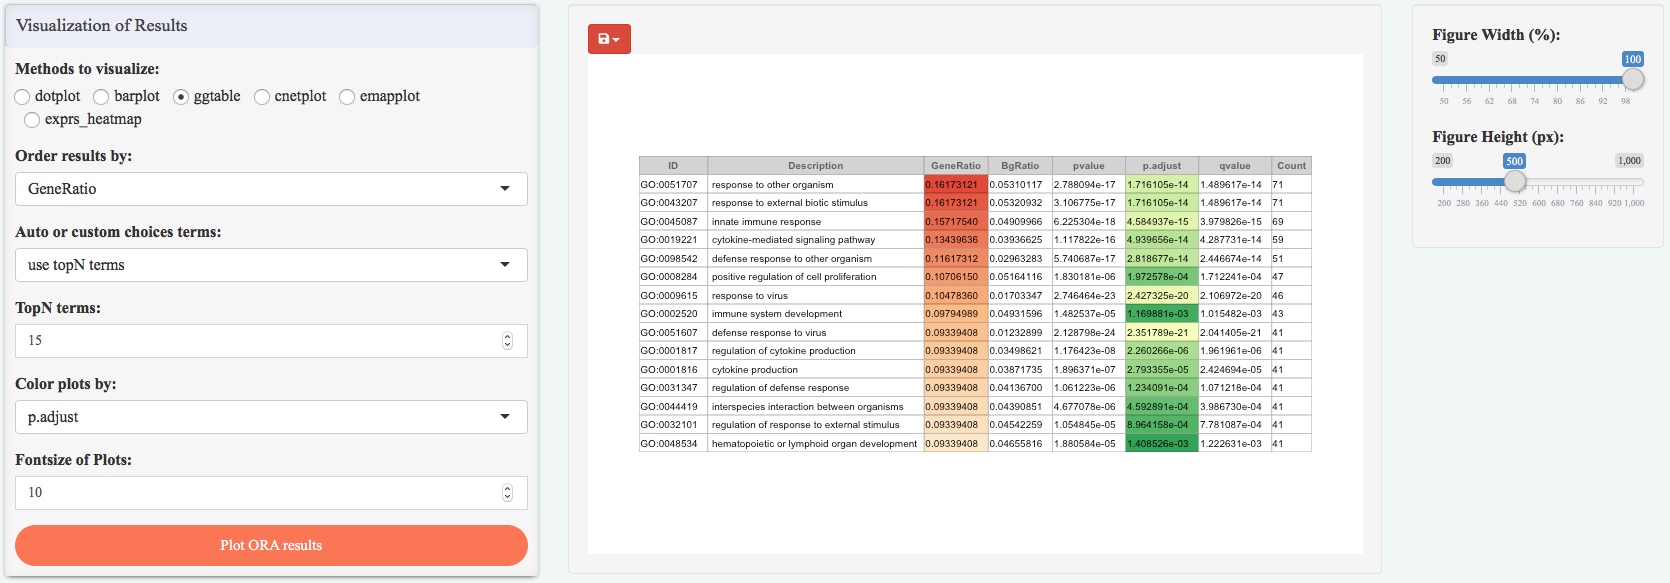 Visualization of Results
Methods to visualize:
dotplot barplot ggtable cnetplot emapplot
exprs_heatmap
Order results by:
GeneRatio
Auto or custom choices terms:
use topN terms
TopN terms:
15
Color plots by:
p.adjust
Fontsize of Plots:
10
Plot ORA results
ID Description GeneRatio BgRatio pvalue p.adjust qvalue Count
GO:0051707 response to other organism 0.16173121 0.05310117 2.788094e-17 1.716105e-14 1.489617e-14 71
GO:0043207 response to external biotic stimulus 0.16173121 0.05320932 3.106775e-17 1.716105e-14 1.489617e-14 71
GO:0045087 innate immune response 0.15717540 0.04909966 6.225304e-18 4.584937e-15 3.979826e-15 69
GO:0019221 cytokine-mediated signaling pathway 0.13439636 0.03936625 1.117822e-16 4.939656e-14 4.287731e-14 59
GO:0098542 defense response to other organism 0.11617312 0.02963283 5.740687e-17 2.818677e-14 2.446674e-14 51
GO:0008284 positive regulation of cell proliferation 0.10706150 0.05164116 1.830181e-06 1.972578e-04 1.712241e-04 47
GO:0009615 response to virus 0.10478360 0.01703347 2.746464e-23 2.427325e-20 2.106972e-20 46
GO:0002520 immune system development 0.09794989 0.04931596 1.482537e-05 1.169881e-03 1.015482e-03 43
GO:0051607 defense response to virus 0.09339408 0.01232899 2.128798e-24 2.351789e-21 2.041405e-21 41
GO:0001817 regulation of cytokine production 0.09339408 0.03498621 1.176423e-08 2.260266e-06 1.961961e-06 41
GO:0001816 cytokine production 0.09339408 0.03871735 1.896371e-07 2.793355e-05 2.424694e-05 41
GO:0031347 regulation of defense response 0.09339408 0.04136700 1.061223e-06 1.234091e-04 1.071218e-04 41
GO:0044419 interspecies interaction between organisms 0.09339408 0.04390851 4.677078e-06 4.592891e-04 3.986730e-04 41
GO:0032101 regulation of response to external stimulus 0.09339408 0.04542259 1.054845e-05 8.964158e-04 7.781087e-04 41
GO:0048534 hematopoietic or lymphoid organ development 0.09339408 0.04655816 1.880584e-05 1.408526e-03 1.222631e-03 41
Figure Width (%):
50 100
50 56 62 68 74 80 86 92 98
Figure Height (px):
200 500 1,000
200 280 360 440 520 600 680 760 840 920 1,000